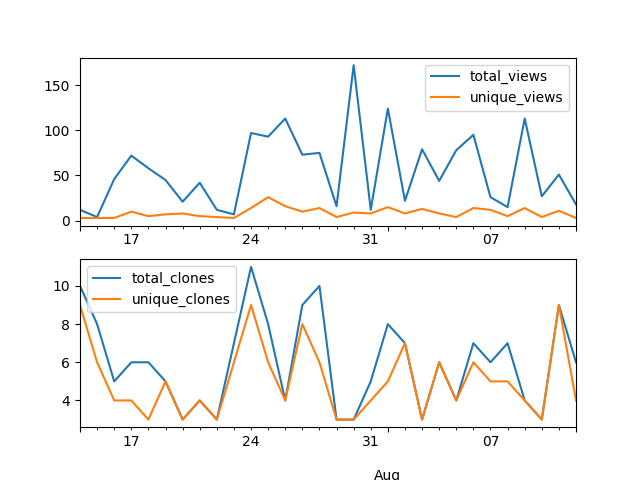 total_views
unique_views
150
100
50
0
17 24 31 07
total_clones
unique_clones
10
8
6
4
17 24 31 07
Aug